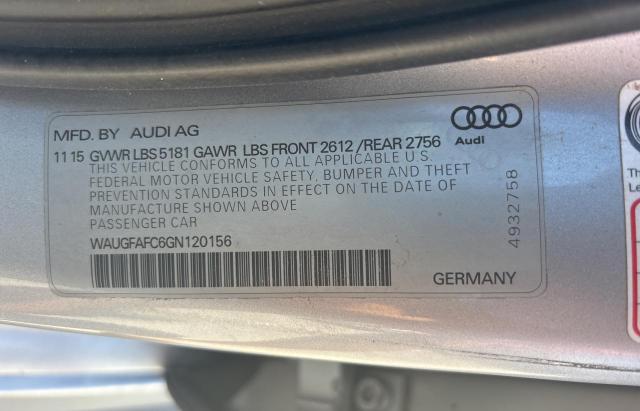 MFD. BY AUDI AG
11 15 GVWR LBS 5181 GAWR LBS FRONT 2612 / REAR 2756
THIS VEHICLE CONFORMS TO ALL APPLICABLE U.S.
FEDERAL MOTOR VEHICLE SAFETY, BUMPER AND THEFT
PREVENTION STANDARDS IN EFFECT ON THE DATE OF
MANUFACTURE SHOWN ABOVE
PASSENGER CAR
WAUGFAFC6GN120156
GERMANY
Audi
4932758
Th
Le